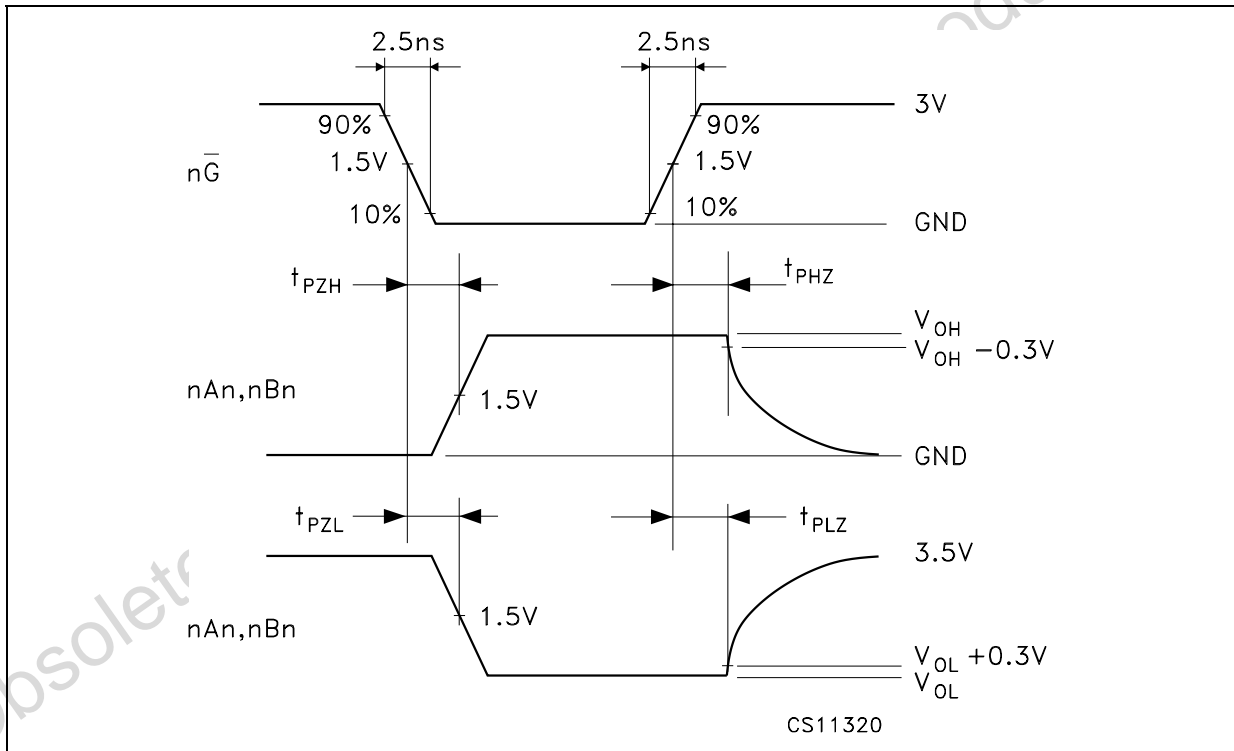 2.5ns 2.5ns
3V
90% 90%
nG̅ 1.5V 1.5V
10% 10%
GND
tPZH tPHZ
VOH
VOH −0.3V
nAn,nBn 1.5V
GND
tPZL tPLZ
3.5V
1.5V
nAn,nBn
VOL +0.3V
VOL
CS11320